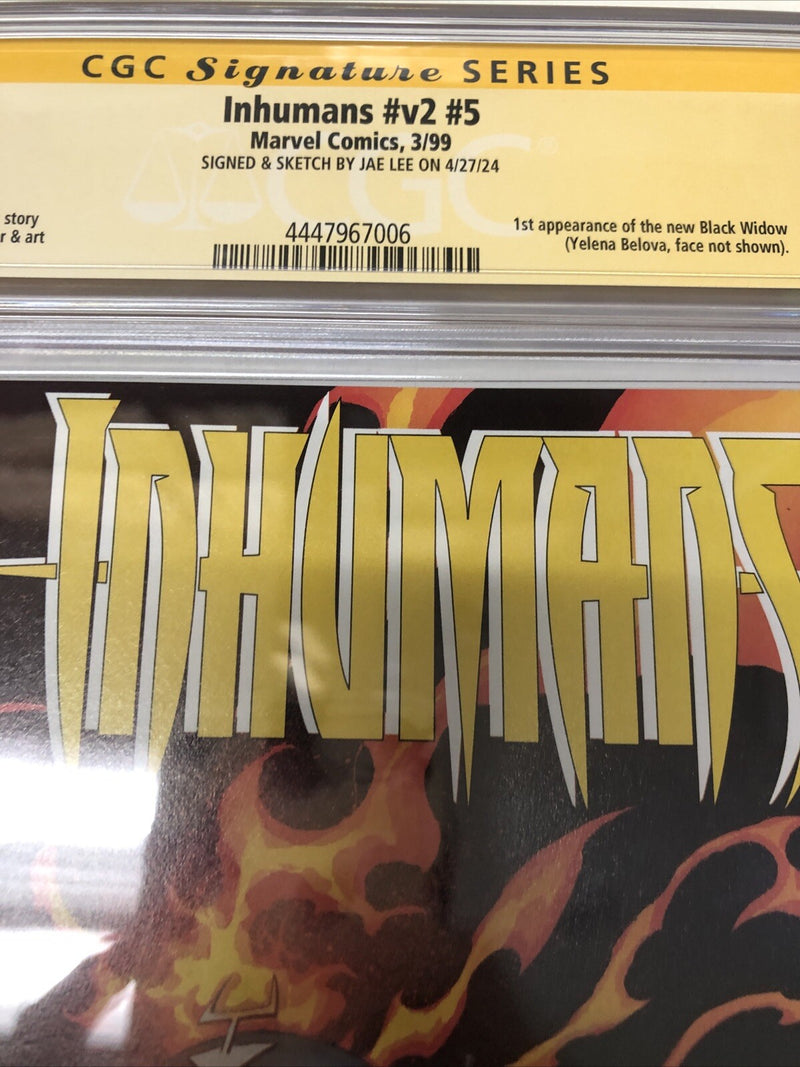 CGC Signature SERIES
Inhumans #v2 #5
Marvel Comics, 3/99
SIGNED & SKETCH BY JAE LEE ON 4/27/24
story
r & art
4447967006
1st appearance of the new Black Widow
(Yelena Belova, face not shown).
CGC
INHUMANS